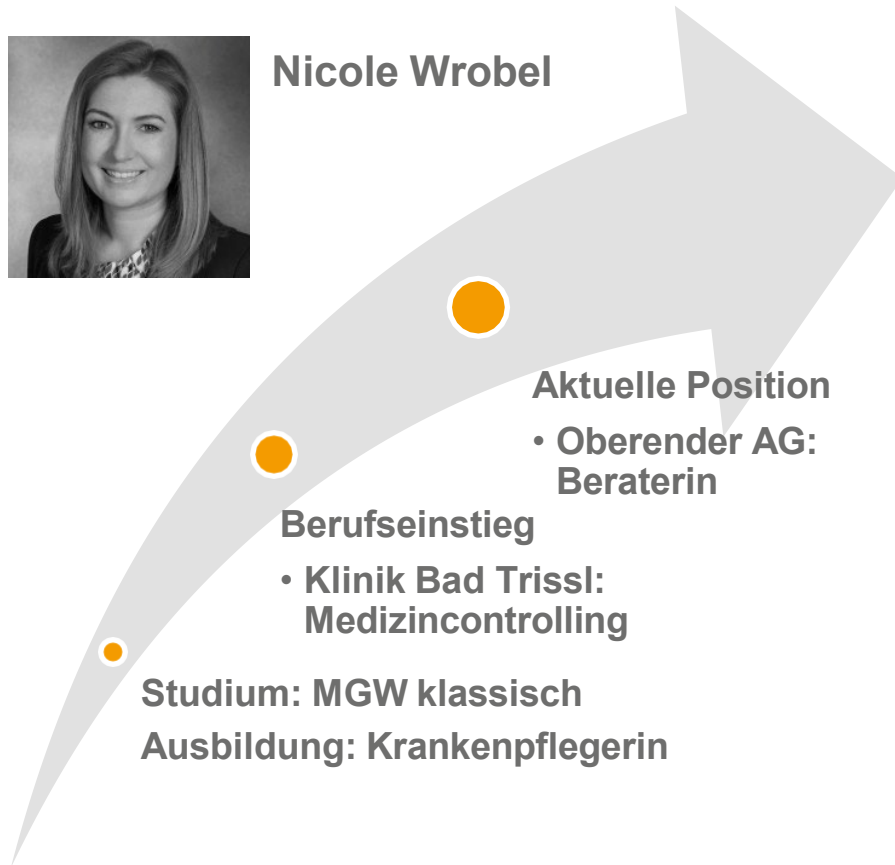 Nicole Wrobel
Aktuelle Position
• Oberender AG:
Beraterin
Berufseinstieg
• Klinik Bad Trissl:
Medizincontrolling
Studium: MGW klassisch
Ausbildung: Krankenpflegerin